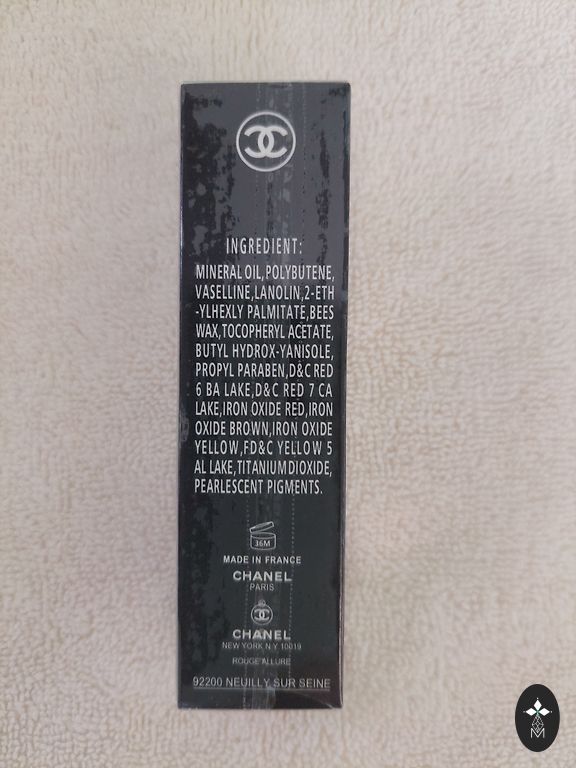 INGREDIENT:
MINERAL OIL,POLYBUTENE,
VASELLINE,LANOLIN,2-ETH
-YLHEXLY PALMITATE,BEES
WAX,TOCOPHERYL ACETATE,
BUTYL HYDROX-YANISOLE,
PROPYL PARABEN,D&C RED
6 BA LAKE,D&C RED 7 CA
LAKE,IRON OXIDE RED,IRON
OXIDE BROWN,IRON OXIDE
YELLOW,FD&C YELLOW 5
AL LAKE,TITANIUMDIOXIDE,
PEARLESCENT PIGMENTS.
36M
MADE IN FRANCE
CHANEL
PARIS
CHANEL
NEW YORK N.Y 10019
ROUGE ALLURE
92200 NEUILLY SUR SEINE
M